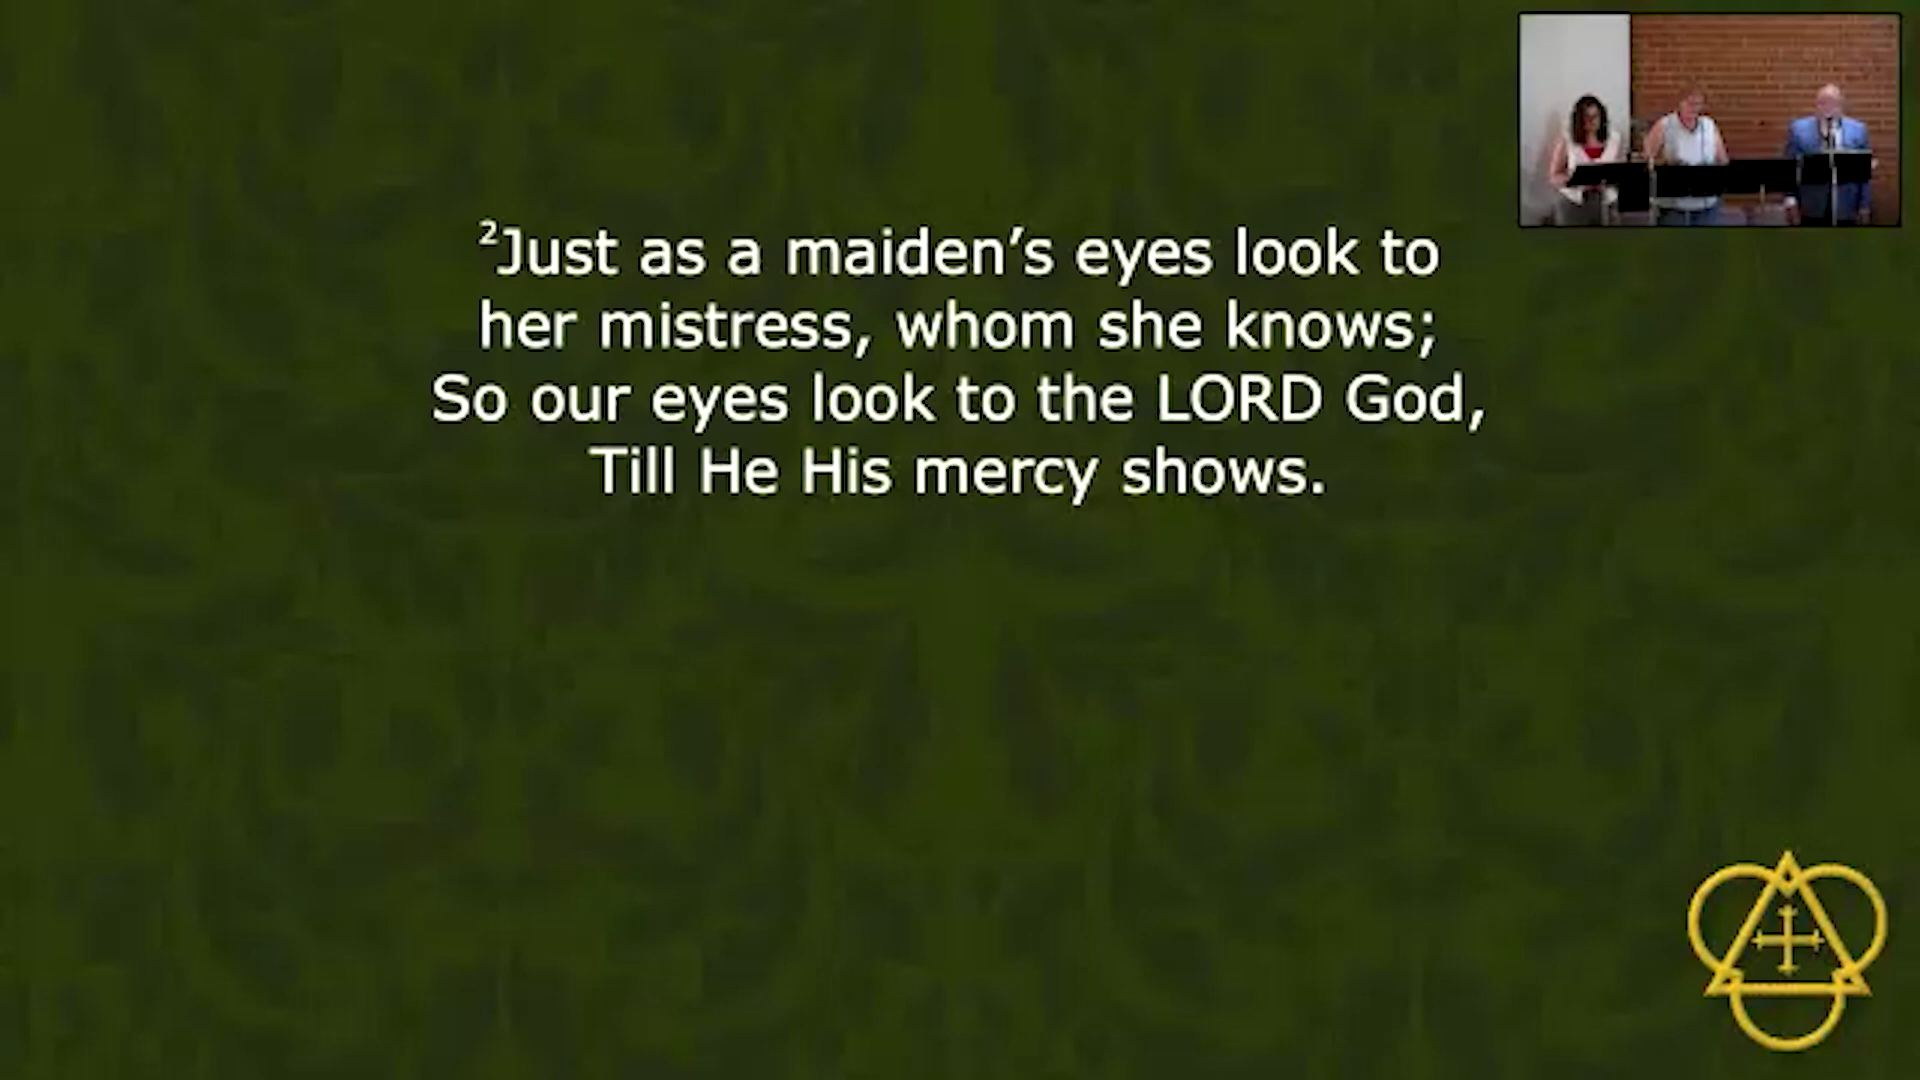 ²Just as a maiden’s eyes look to
her mistress, whom she knows;
So our eyes look to the LORD God,
Till He His mercy shows.